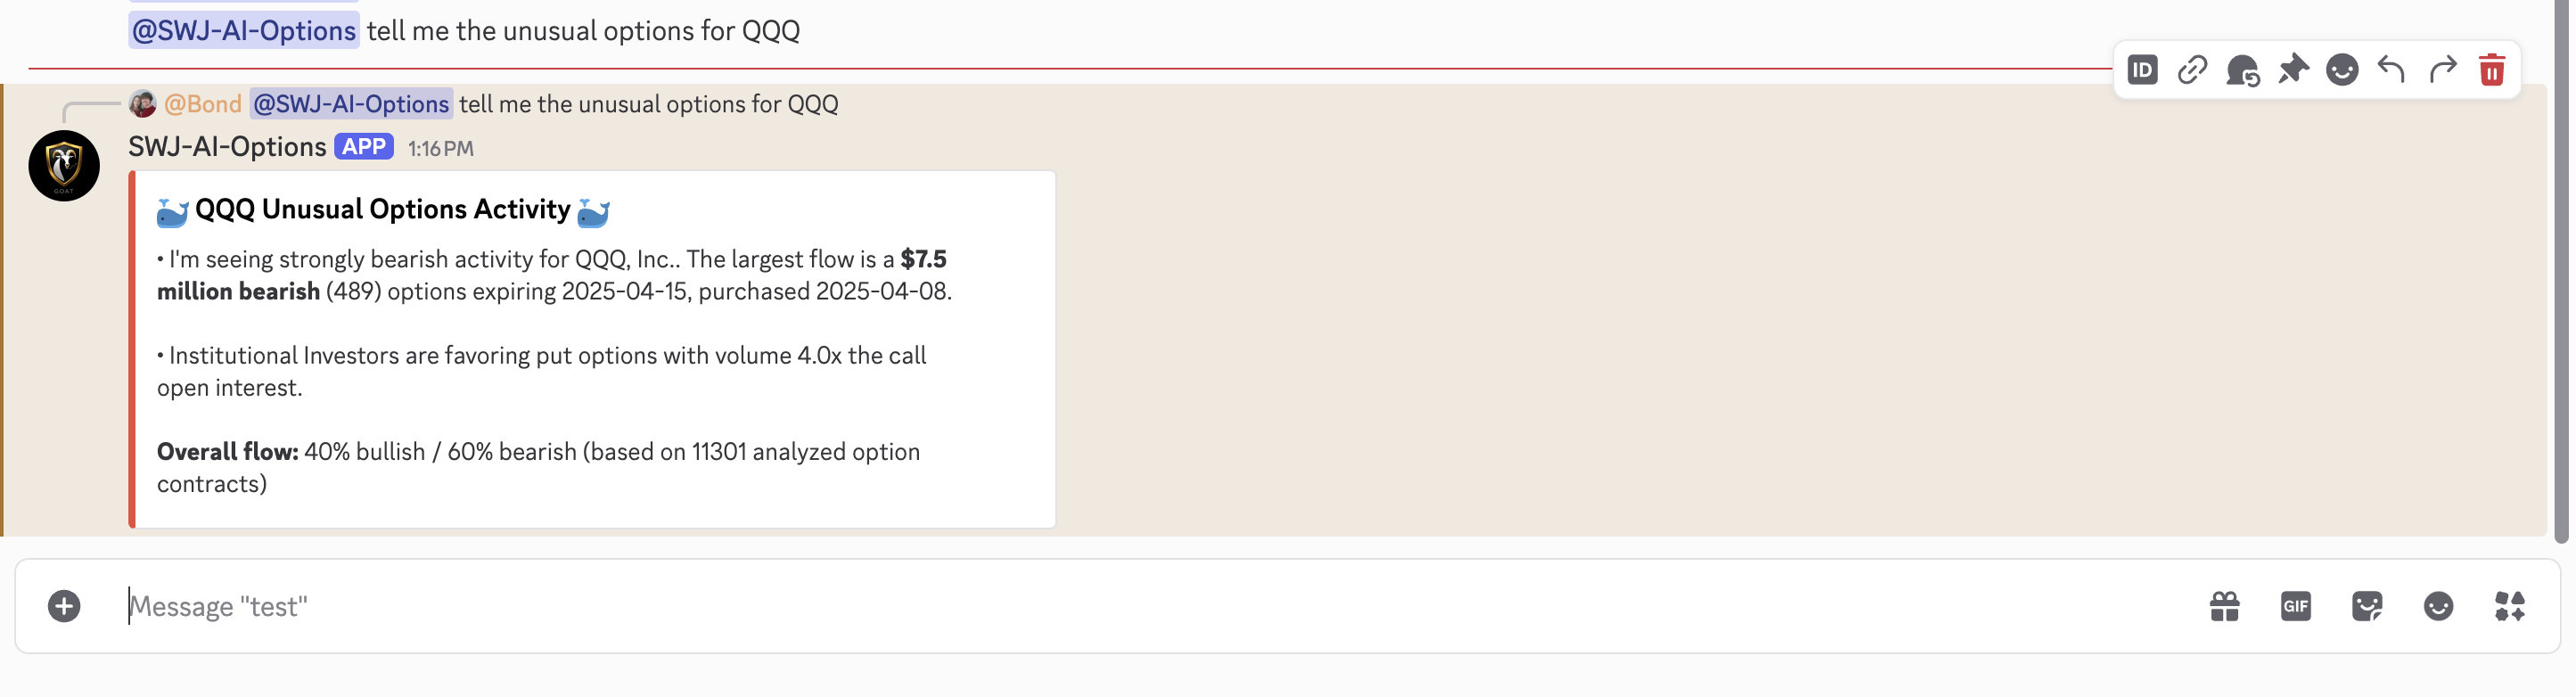 @SWJ-AI-Options tell me the unusual options for QQQ
ID
@Bond @SWJ-AI-Options tell me the unusual options for QQQ
SWJ-AI-Options APP 1:16 PM
GOAT
🐳 QQQ Unusual Options Activity 🐳
• I'm seeing strongly bearish activity for QQQ, Inc.. The largest flow is a $7.5
million bearish (489) options expiring 2025-04-15, purchased 2025-04-08.
• Institutional Investors are favoring put options with volume 4.0x the call
open interest.
Overall flow: 40% bullish / 60% bearish (based on 11301 analyzed option
contracts)
Message "test"
GIF